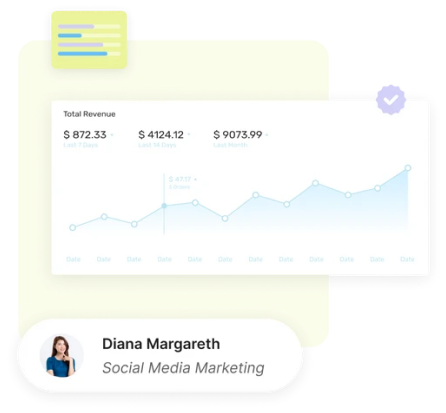 Total Revenue
$ 872.33 $ 4124.12 $ 9073.99
Last 7 Days Last 14 Days Last Month
Date Date Date Date Date Date Date Date Date Date Date Date
Diana Margareth
Social Media Marketing